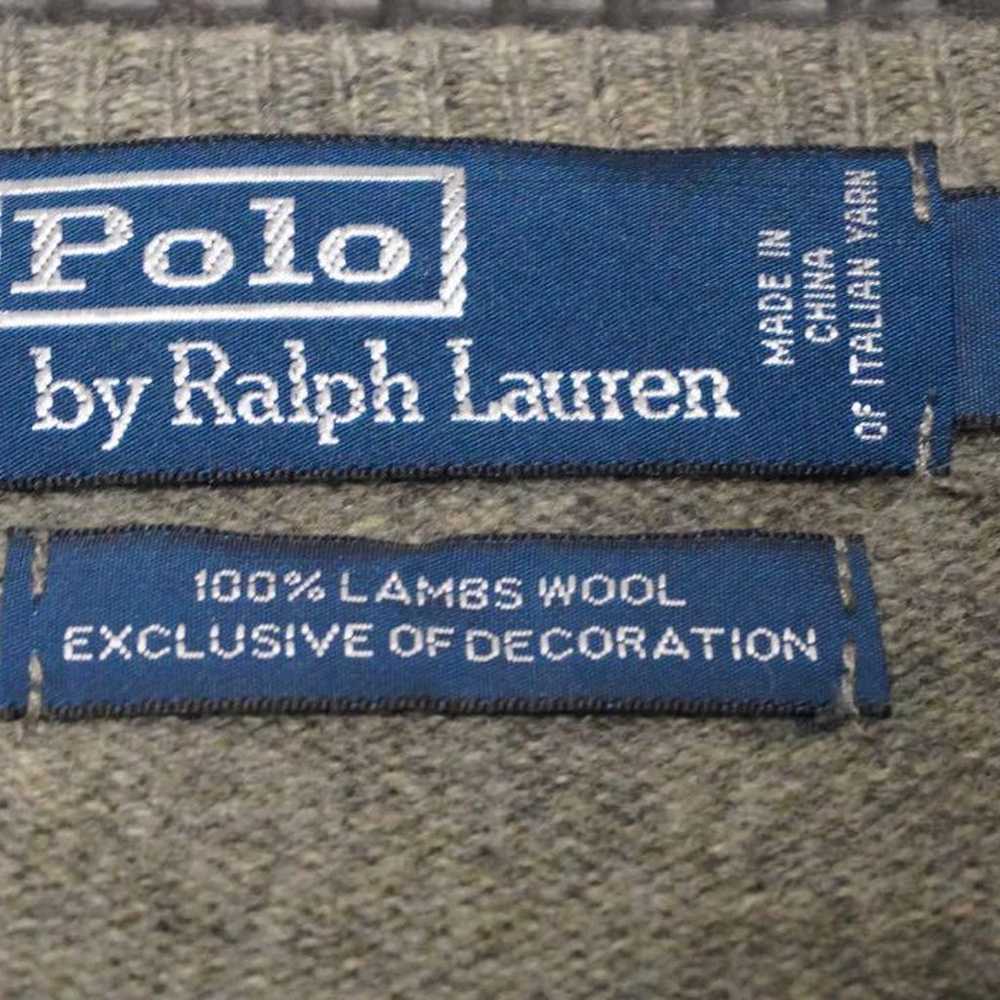 Polo
by Ralph Lauren
MADE IN
CHINA
OF ITALIAN YARN
100% LAMBS WOOL
EXCLUSIVE OF DECORATION